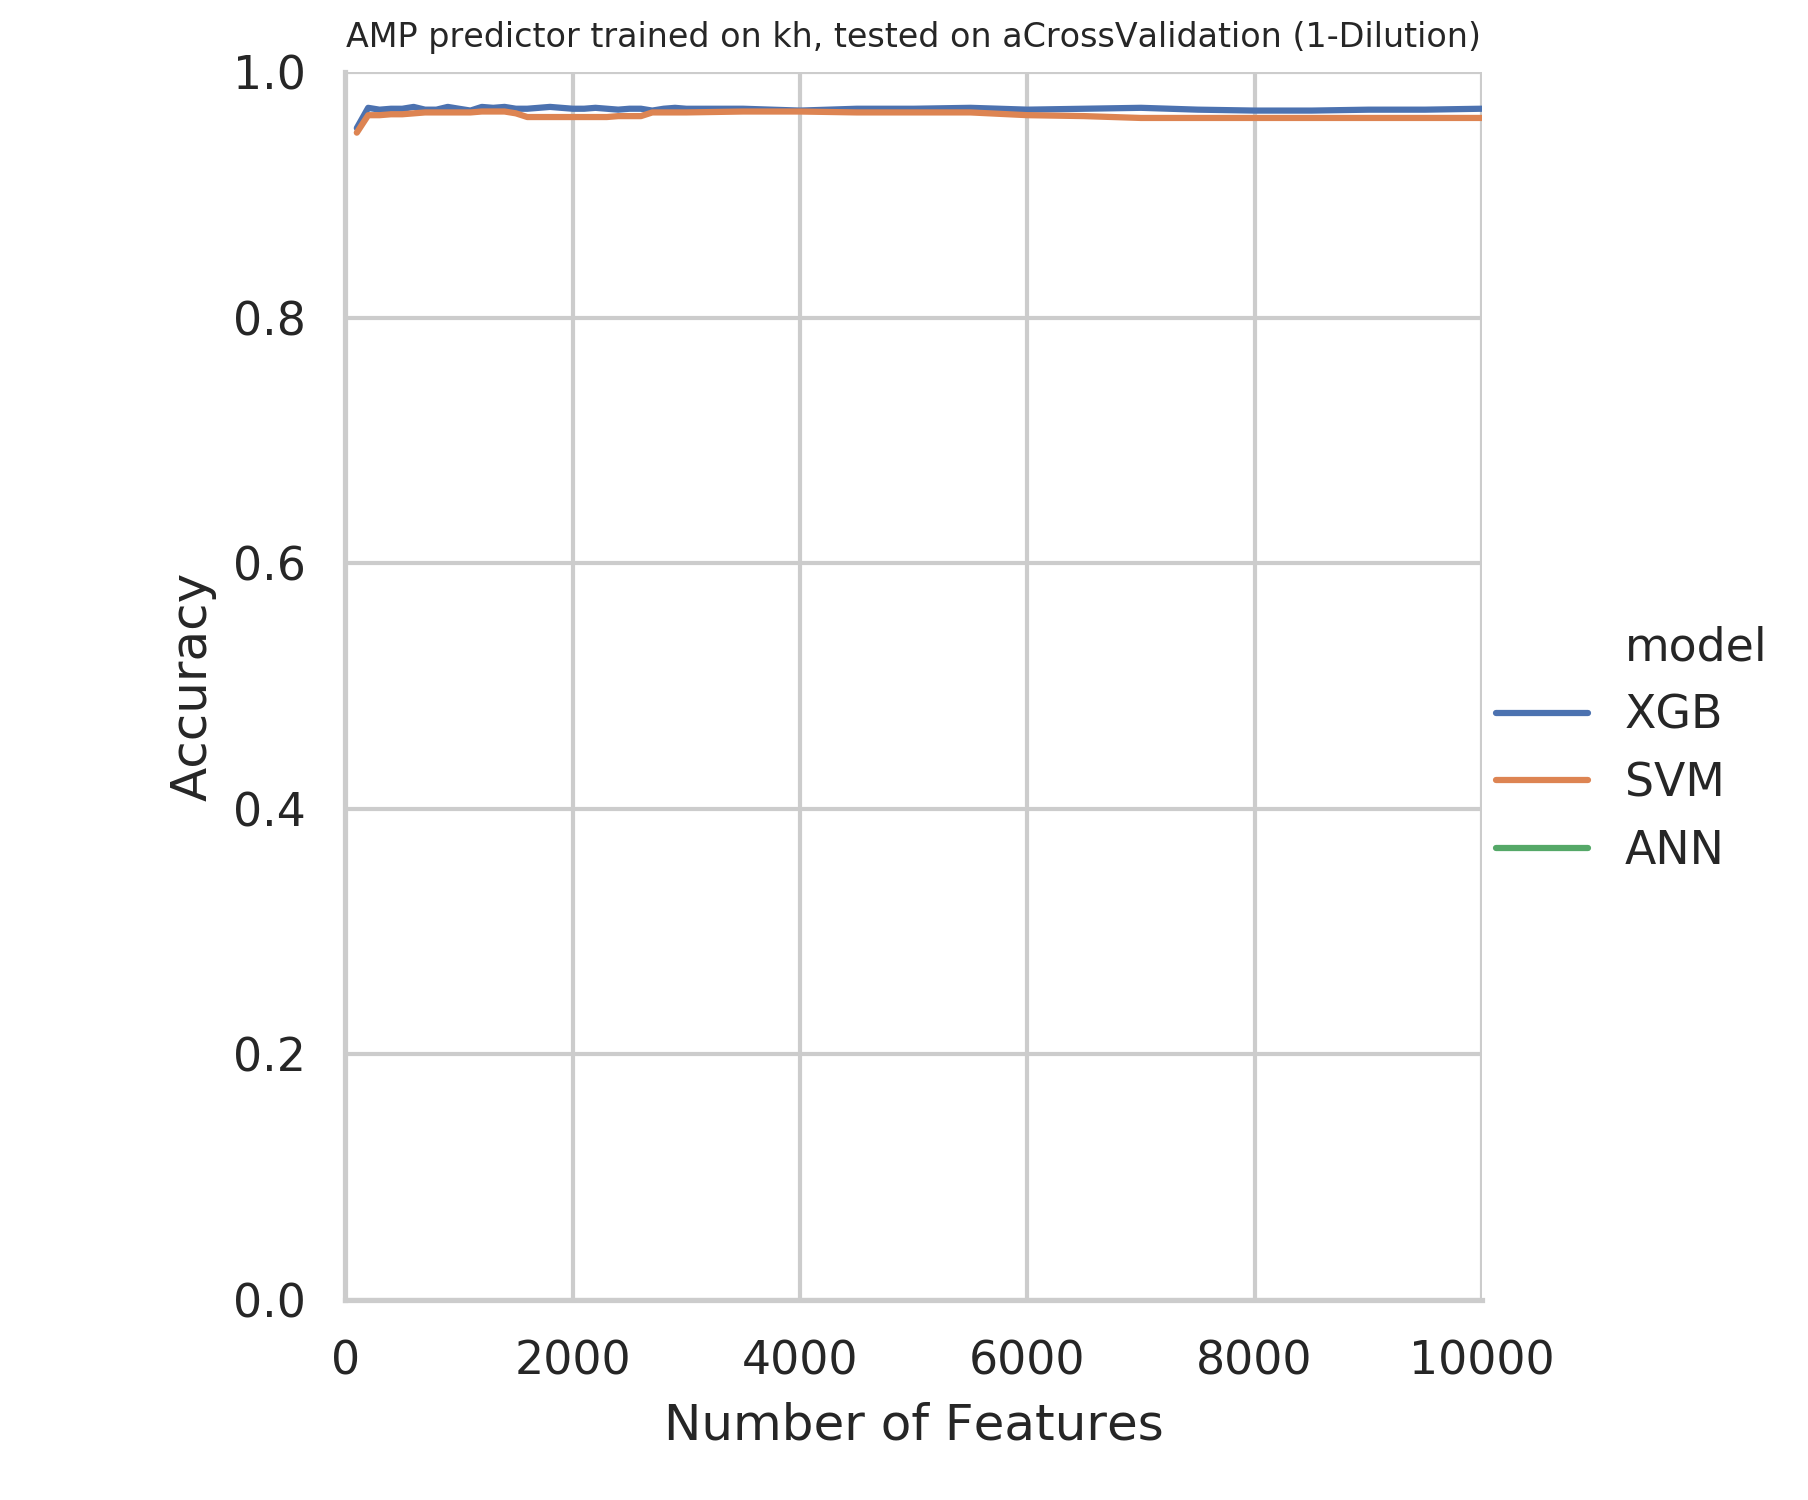 AMP predictor trained on kh, tested on aCrossValidation (1-Dilution)
1.0
0.8
0.6
0.4
0.2
0.0
Accuracy
0 2000 4000 6000 8000 10000
Number of Features
model
XGB
SVM
ANN